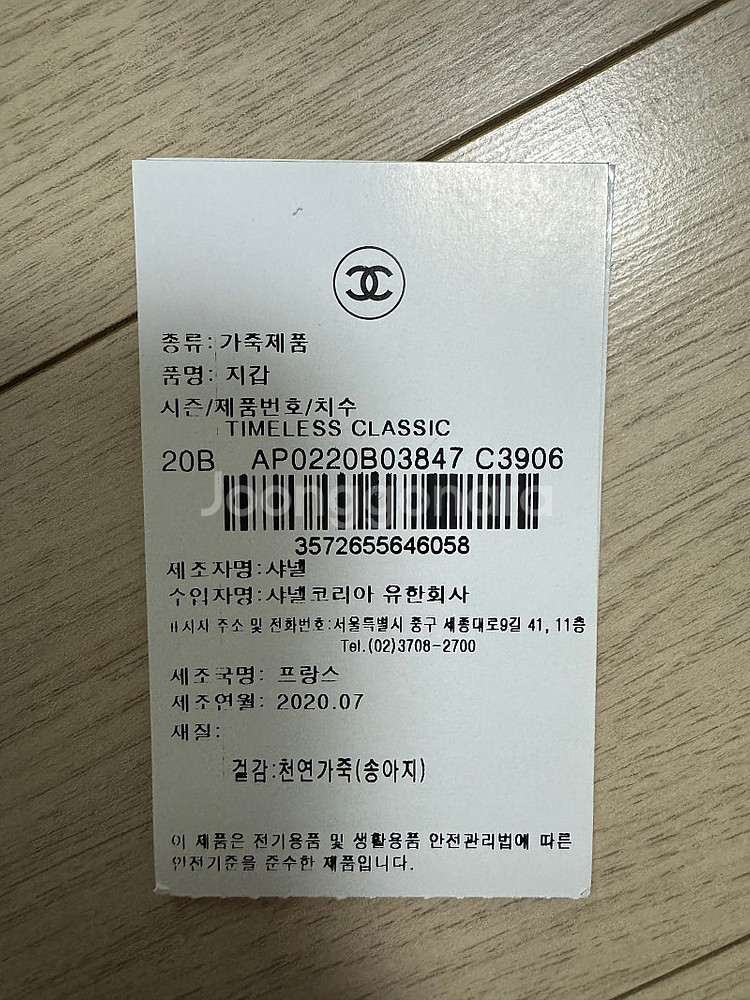 종류: 가죽제품
품명: 지갑
시즌/제품번호/치수
TIMELESS CLASSIC
20B AP0220B03847 C3906
Joonggonara
3572655646058
제조자명:샤넬
수입자명:샤넬코리아 유한회사
주소 및 전화번호:서울특별시 중구 세종대로9길 41, 11층
Tel.(02)3708-2700
제조국명: 프랑스
제조연월: 2020.07
재질:
겉감:천연가죽(송아지)
이 제품은 전기용품 및 생활용품 안전관리법에 따른
안전기준을 준수한 제품입니다.